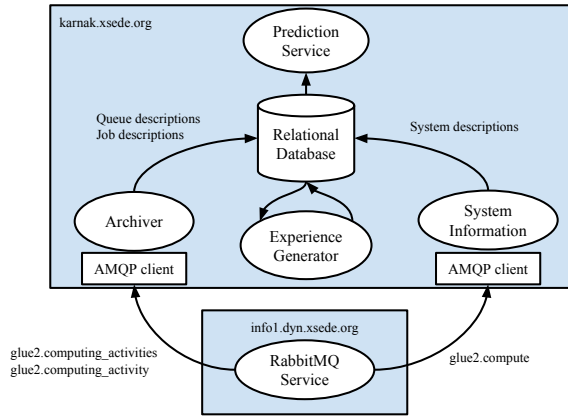 karnak.xsede.org
Prediction
Service
Queue descriptions
Job descriptions
System descriptions
Relational
Database
Archiver
Experience
Generator
System
Information
AMQP client
AMQP client
info1.dyn.xsede.org
glue2.computing_activities
glue2.computing_activity
RabbitMQ
Service
glue2.compute